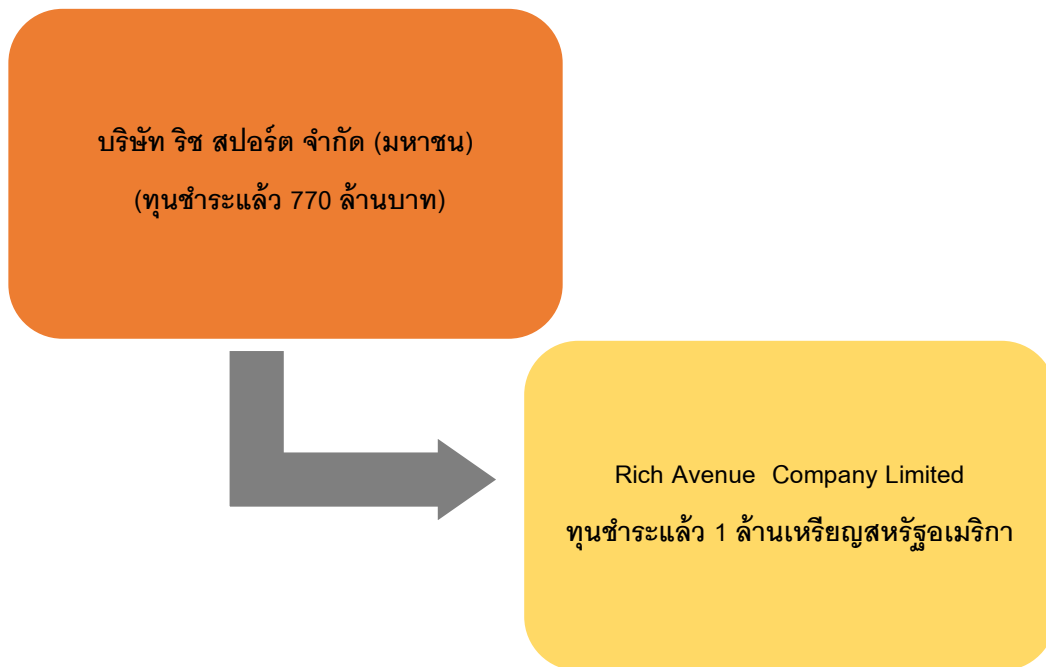 บริษัท ริช สปอร์ต จำกัด (มหาชน)
(ทุนชำระแล้ว 770 ล้านบาท)
Rich Avenue  Company Limited
ทุนชำระแล้ว 1 ล้านเหรียญสหรัฐอเมริกา